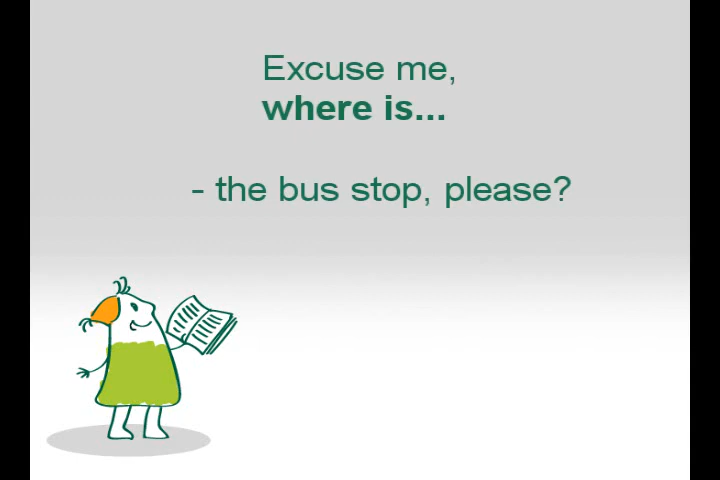 Excuse me,
where is...
- the bus stop, please?